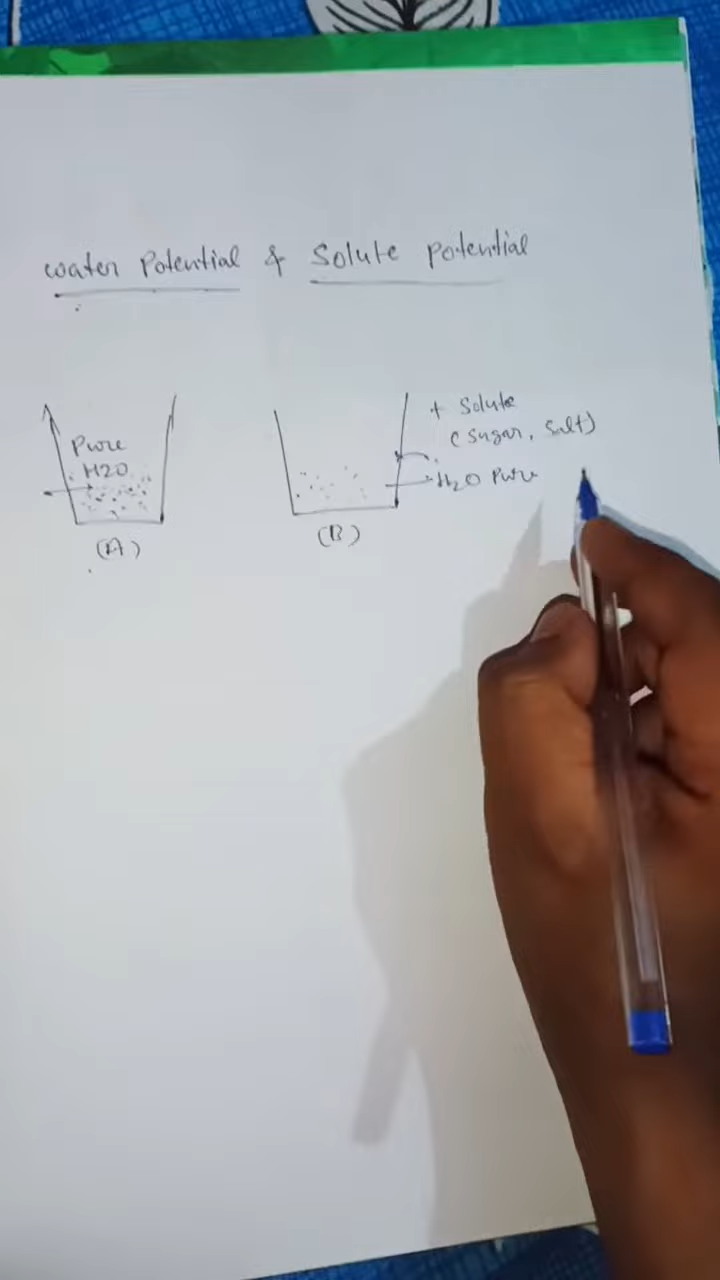 water Potential & Solute potential
Pure
H2O
(A)
+ Solute
(Sugar, Salt)
H₂O Pure
(B)